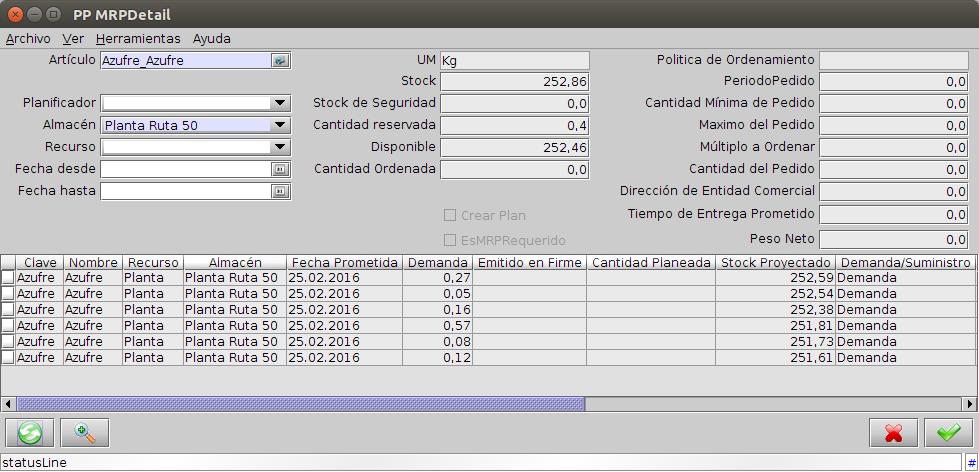 PP MRPDetail
Archivo Ver Herramientas Ayuda
Artículo Azufre_Azufre UM Kg Politica de Ordenamiento
Stock 252,86 PeriodoPedido 0,0
Planificador Stock de Seguridad 0,0 Cantidad Mínima de Pedido 0,0
Almacén Planta Ruta 50 Cantidad reservada 0,4 Maximo del Pedido 0,0
Recurso Disponible 252,46 Múltiplo a Ordenar 0,0
Fecha desde Cantidad Ordenada 0,0 Cantidad del Pedido 0,0
Fecha hasta Dirección de Entidad Comercial 0,0
Crear Plan Tiempo de Entrega Prometido 0,0
EsMRPRequerido Peso Neto 0,0
Clave Nombre Recurso Almacén Fecha Prometida Demanda Emitido en Firme Cantidad Planeada Stock Proyectado Demanda/Suministro
Azufre Azufre Planta Planta Ruta 50 25.02.2016 0,27 252,59 Demanda
Azufre Azufre Planta Planta Ruta 50 25.02.2016 0,05 252,54 Demanda
Azufre Azufre Planta Planta Ruta 50 25.02.2016 0,16 252,38 Demanda
Azufre Azufre Planta Planta Ruta 50 25.02.2016 0,57 251,81 Demanda
Azufre Azufre Planta Planta Ruta 50 25.02.2016 0,08 251,73 Demanda
Azufre Azufre Planta Planta Ruta 50 25.02.2016 0,12 251,61 Demanda
statusLine #